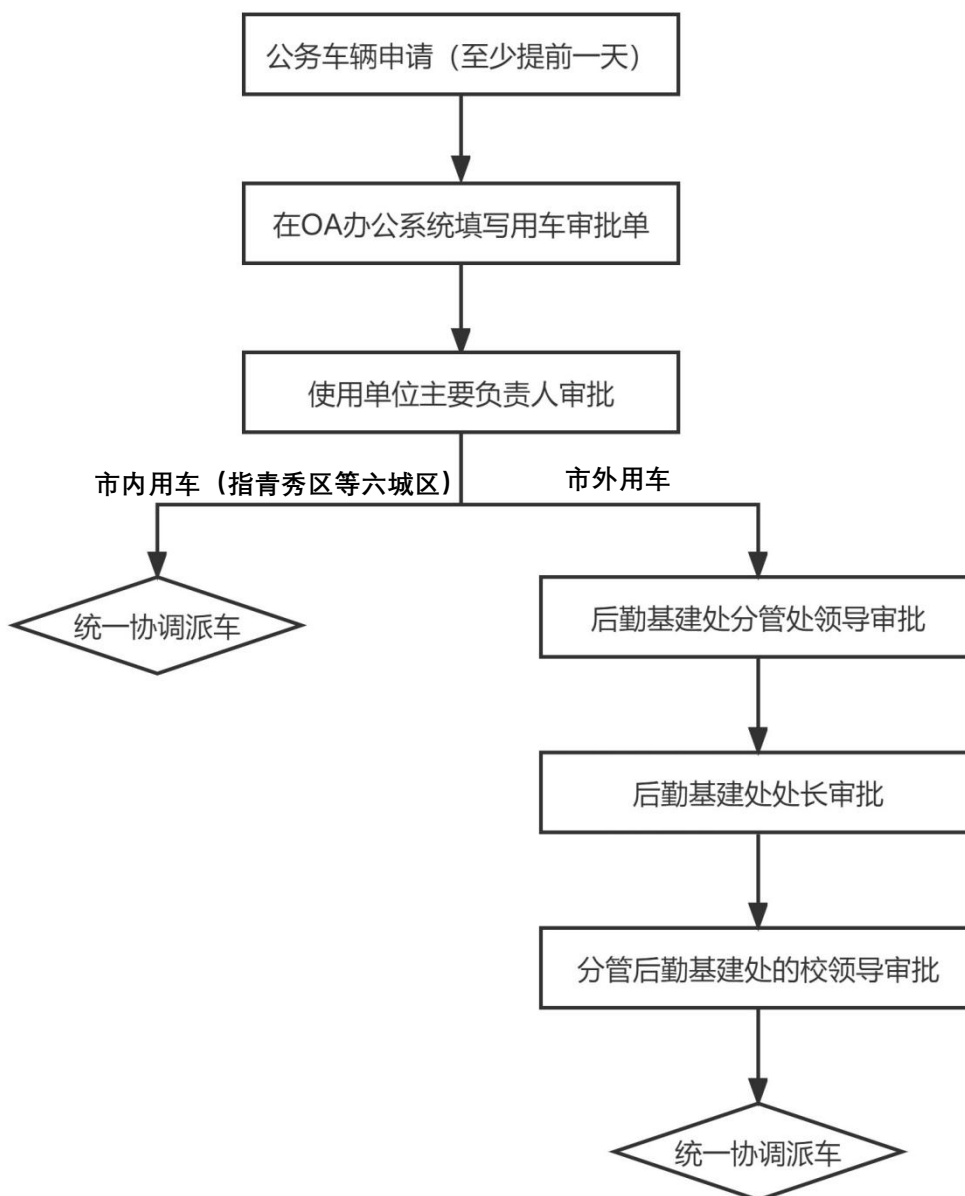 公务车辆申请（至少提前一天）
在OA办公系统填写用车审批单
使用单位主要负责人审批
市内用车（指青秀区等六城区）
市外用车
统一协调派车
后勤基建处分管处领导审批
后勤基建处处长审批
分管后勤基建处的校领导审批
统一协调派车